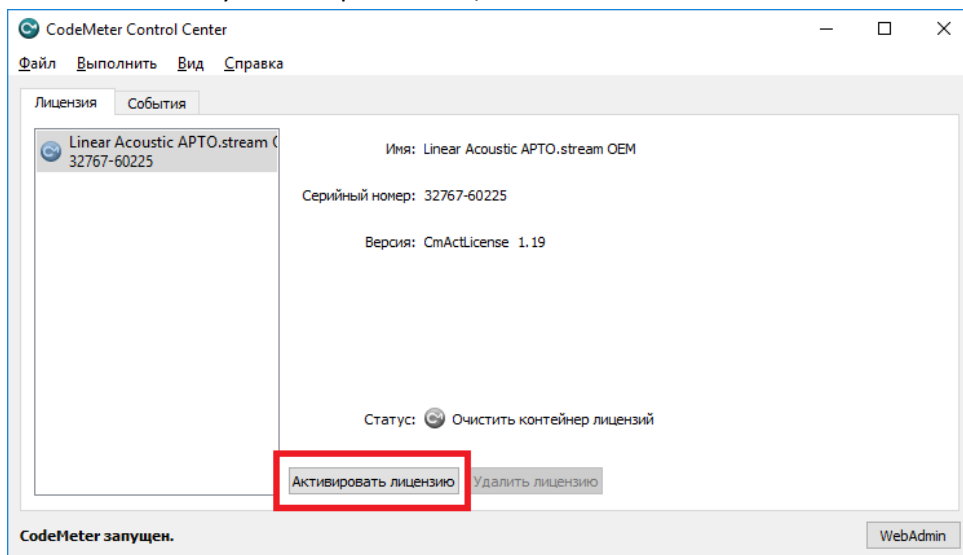 CodeMeter Control Center
Файл Выполнить Вид Справка
Лицензия События
Linear Acoustic APTO.stream
32767-60225
Имя: Linear Acoustic APTO.stream OEM
Серийный номер: 32767-60225
Версия: CmActLicense 1.19
Статус: Очистить контейнер лицензий
Активировать лицензию Удалить лицензию
CodeMeter запущен. WebAdmin